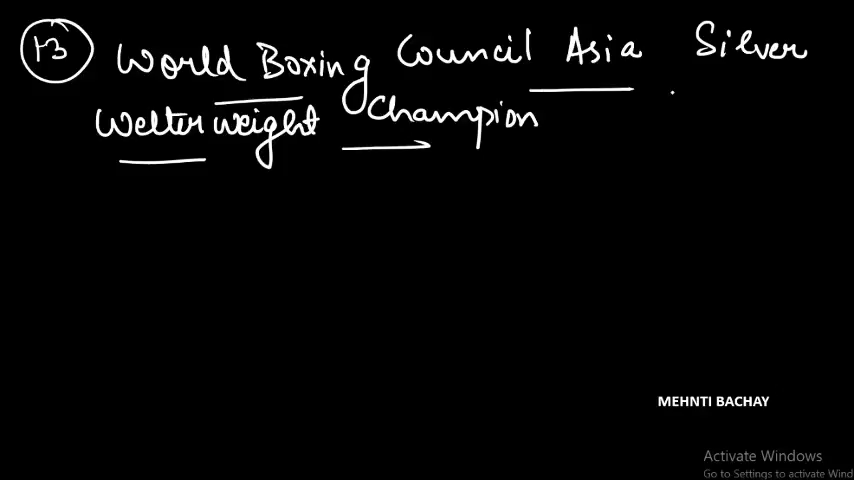 13 World Boxing Council Asia Silver
Welterweight Champion
MEHNTI BACHAY
Activate Windows
Go to Settings to activate Wind